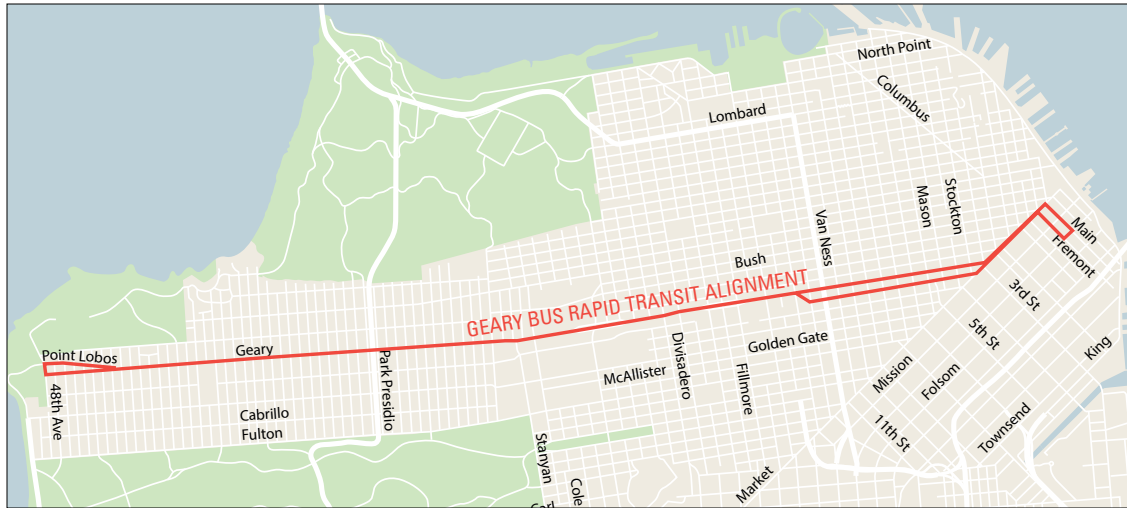 North Point
Columbus
Lombard
Stockton
Mason
Van Ness
Main
Fremont
Bush
GEARY BUS RAPID TRANSIT ALIGNMENT
3rd St
Point Lobos
Geary
Park Presidio
Golden Gate
5th St
King
48th Ave
McAllister
Divisadero
Fillmore
Mission
Folsom
Cabrillo
Fulton
11th St
Townsend
Stanyan
Cole
Market